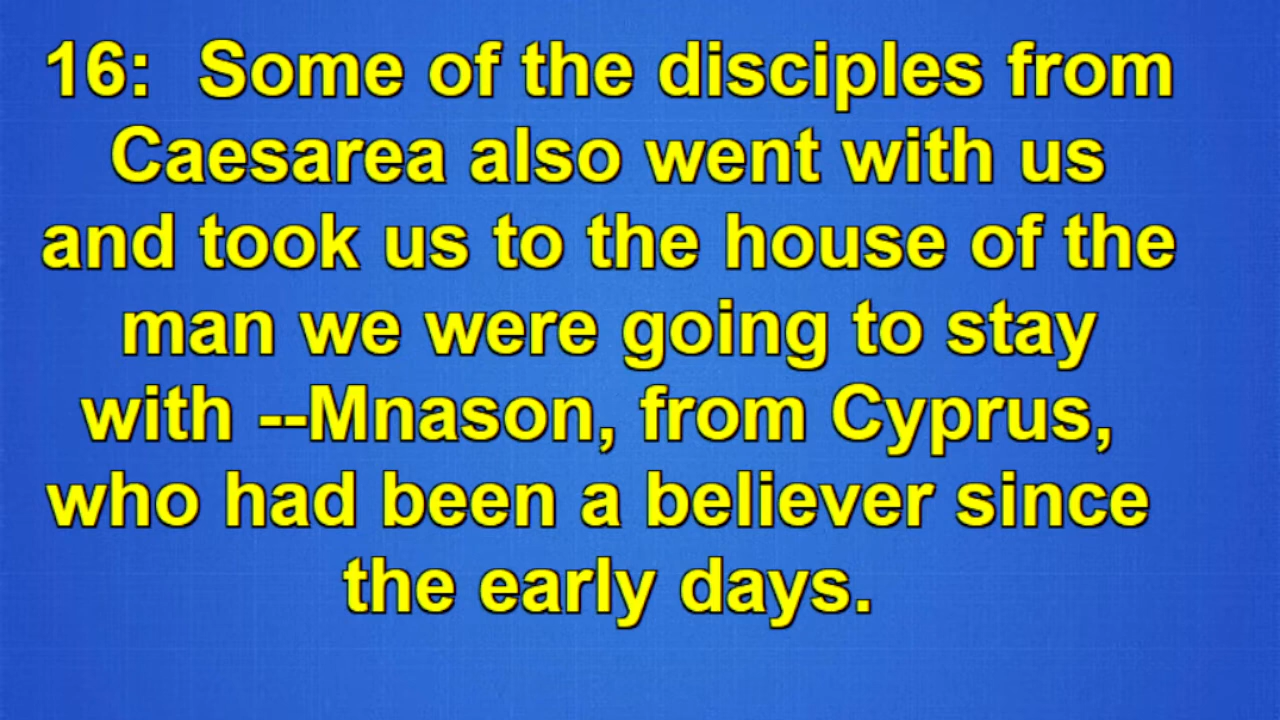 16:  Some of the disciples from
Caesarea also went with us
and took us to the house of the
man we were going to stay
with --Mnason, from Cyprus,
who had been a believer since
the early days.